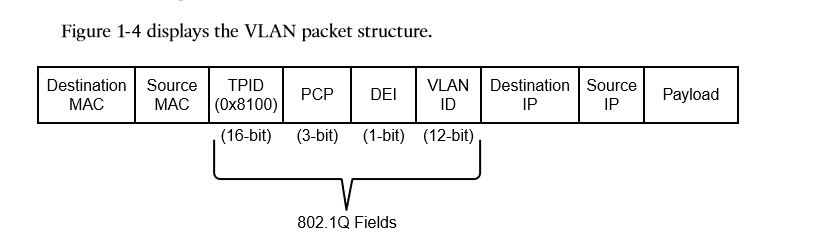 Figure 1-4 displays the VLAN packet structure.
Destination MAC
Source MAC
TPID (0x8100)
PCP
DEI
VLAN ID
Destination IP
Source IP
Payload
(16-bit)
(3-bit)
(1-bit)
(12-bit)
802.1Q Fields